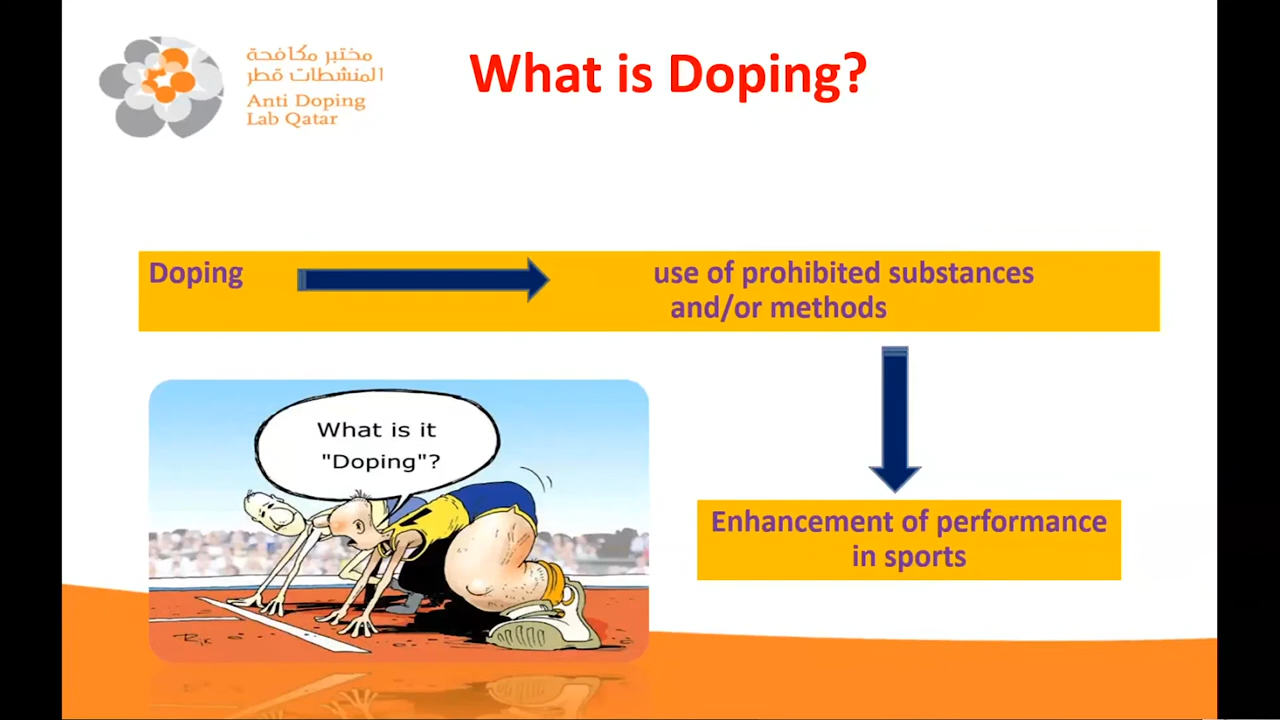 مختبر مكافحة
المنشطات قطر
Anti Doping
Lab Qatar
What is Doping?
Doping
use of prohibited substances
and/or methods
What is it
"Doping"?
Enhancement of performance
in sports